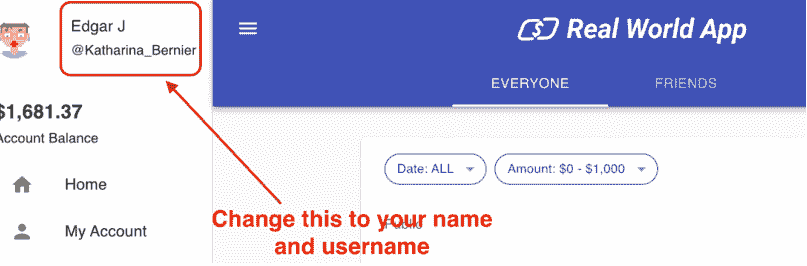 Edgar J
@Katharina_Bernier
$1,681.37
Account Balance
Home
My Account
Real World App
EVERYONE
FRIENDS
Date: ALL
Amount: $0 - $1,000
Public
Change this to your name
and username